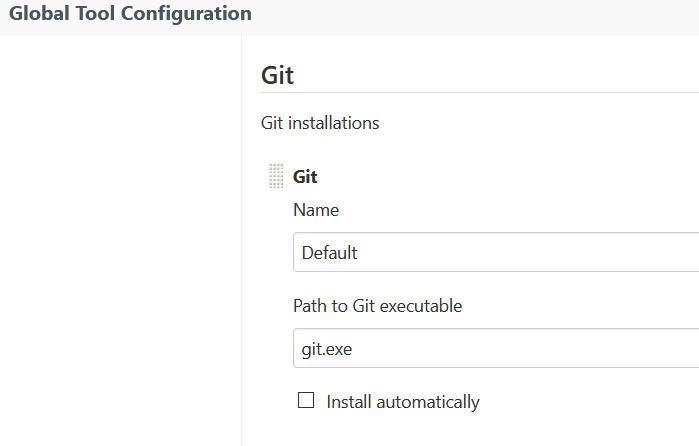 Global Tool Configuration
Git
Git installations
Git
Name
Default
Path to Git executable
git.exe
Install automatically